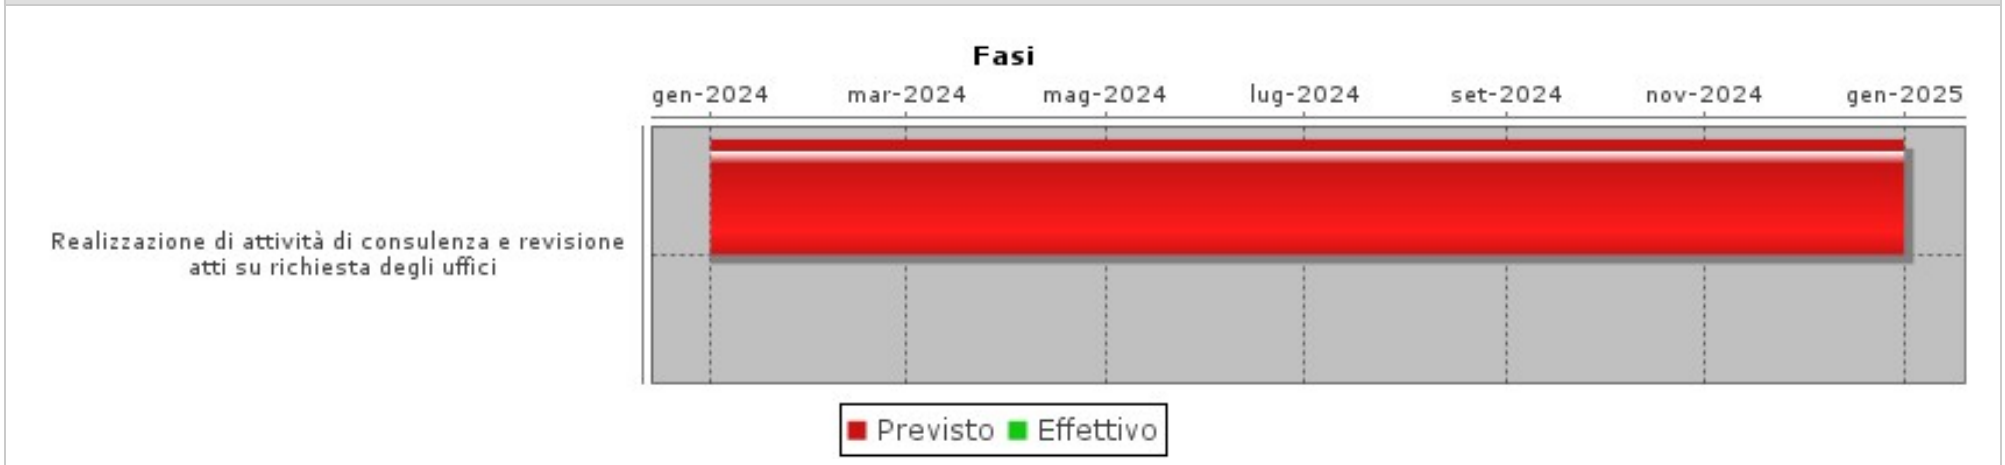 Fasi
gen-2024 mar-2024 mag-2024 lug-2024 set-2024 nov-2024 gen-2025
Realizzazione di attività di consulenza e revisione
atti su richiesta degli uffici
Previsto Effettivo